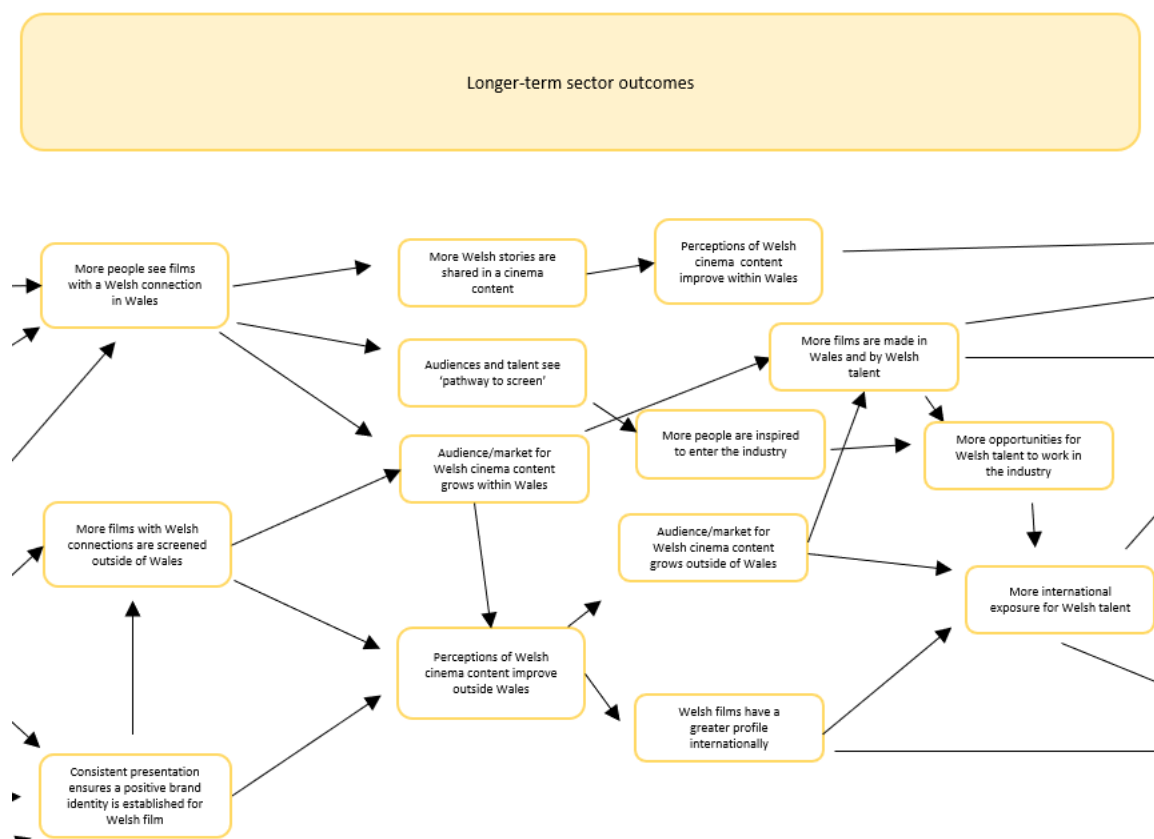 Longer-term sector outcomes
More people see films
with a Welsh connection
in Wales
More Welsh stories are
shared in a cinema
content
Perceptions of Welsh
cinema content
improve within Wales
Audiences and talent see
‘pathway to screen’
More films are made in
Wales and by Welsh
talent
Audience/market for
Welsh cinema content
grows within Wales
More people are inspired
to enter the industry
More opportunities for
Welsh talent to work in
the industry
More films with Welsh
connections are screened
outside of Wales
Audience/market for
Welsh cinema content
grows outside of Wales
More international
exposure for Welsh talent
Perceptions of Welsh
cinema content improve
outside Wales
Welsh films have a
greater profile
internationally
Consistent presentation
ensures a positive brand
identity is established for
Welsh film